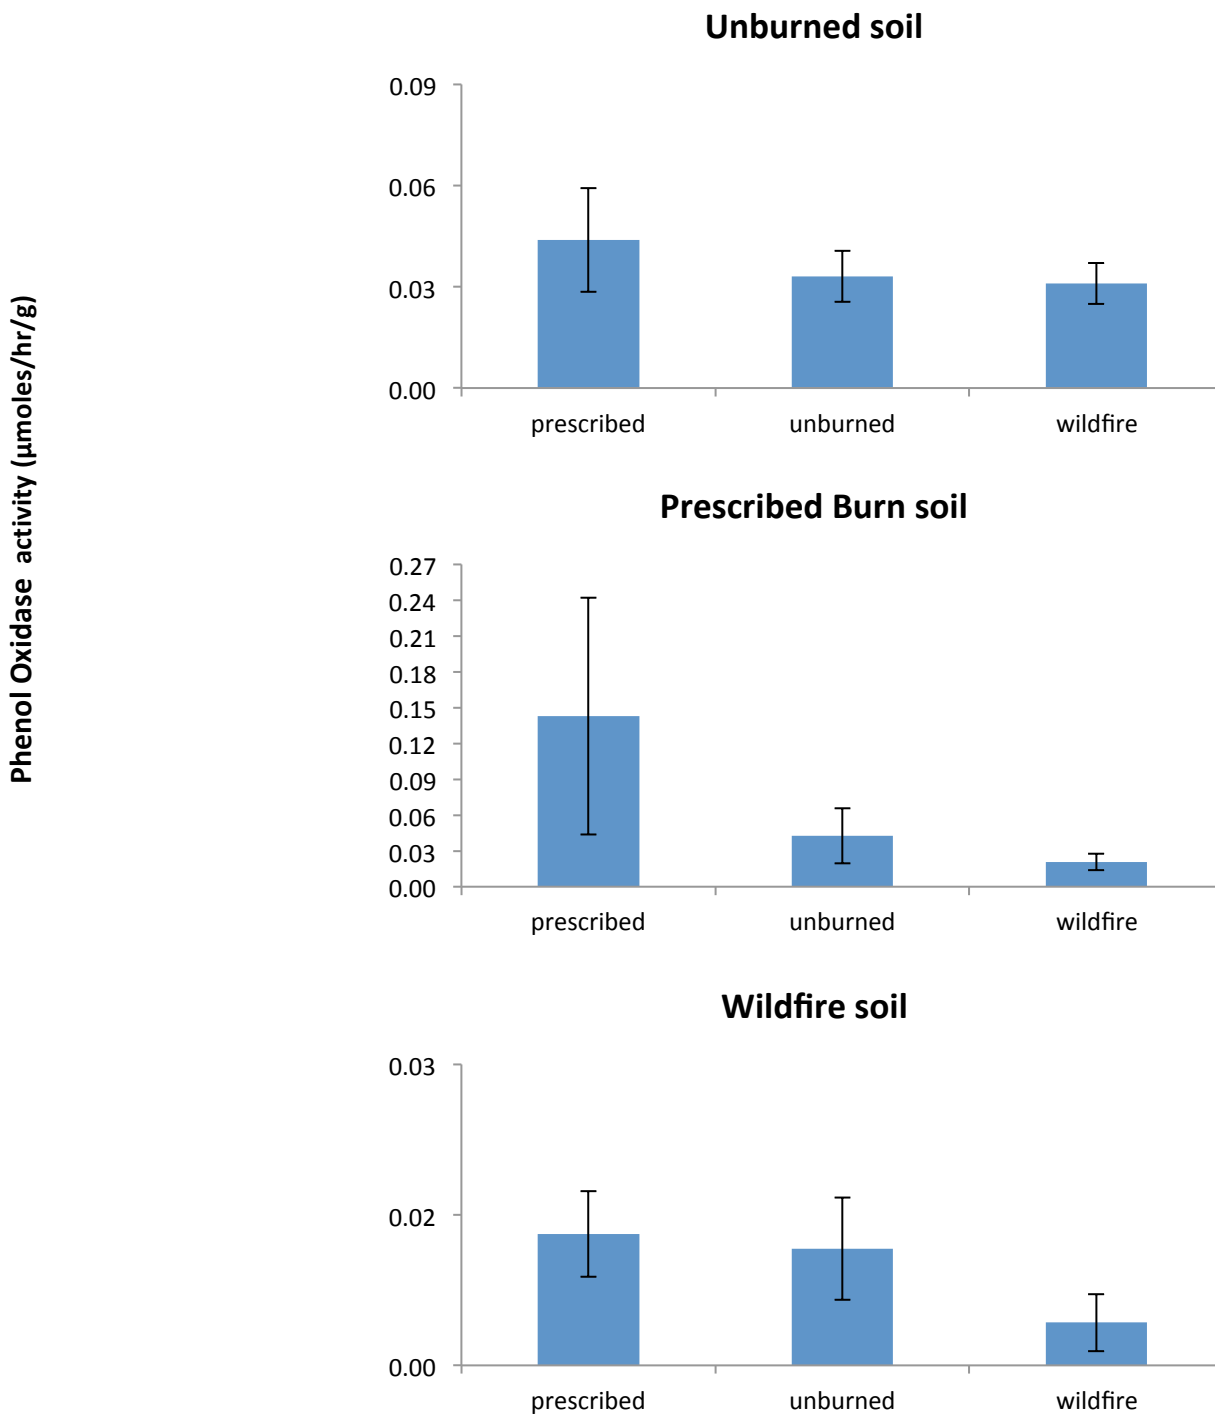 Phenol Oxidase activity (µmoles/hr/g)
Unburned soil
0.09
0.06
0.03
0.00
prescribed unburned wildfire
Prescribed Burn soil
0.27
0.24
0.21
0.18
0.15
0.12
0.09
0.06
0.03
0.00
prescribed unburned wildfire
Wildfire soil
0.03
0.02
0.00
prescribed unburned wildfire